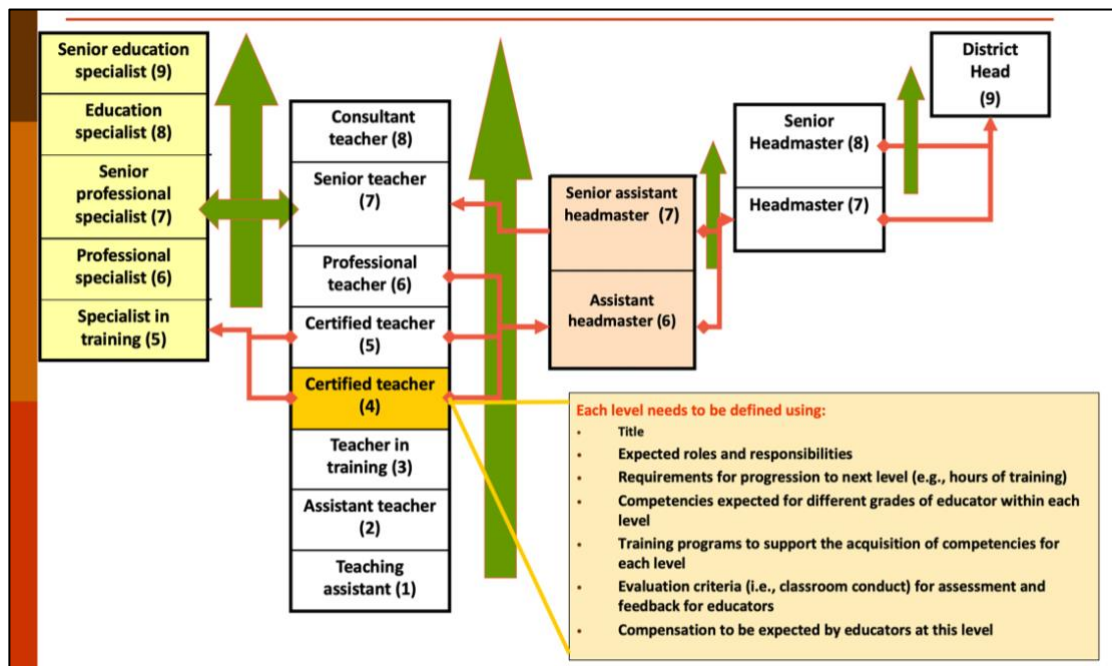 Senior education
specialist (9)
Education
specialist (8)
Senior
professional
specialist (7)
Professional
specialist (6)
Specialist in
training (5)
Consultant
teacher (8)
Senior teacher
(7)
Professional
teacher (6)
Certified teacher
(5)
Certified teacher
(4)
Teacher in
training (3)
Assistant teacher
(2)
Teaching
assistant (1)
Senior assistant
headmaster (7)
Assistant
headmaster (6)
Senior
Headmaster (8)
Headmaster (7)
District
Head
(9)
Each level needs to be defined using:
• Title
• Expected roles and responsibilities
• Requirements for progression to next level (e.g., hours of training)
• Competencies expected for different grades of educator within each
level
• Training programs to support the acquisition of competencies for
each level
• Evaluation criteria (i.e., classroom conduct) for assessment and
feedback for educators
• Compensation to be expected by educators at this level